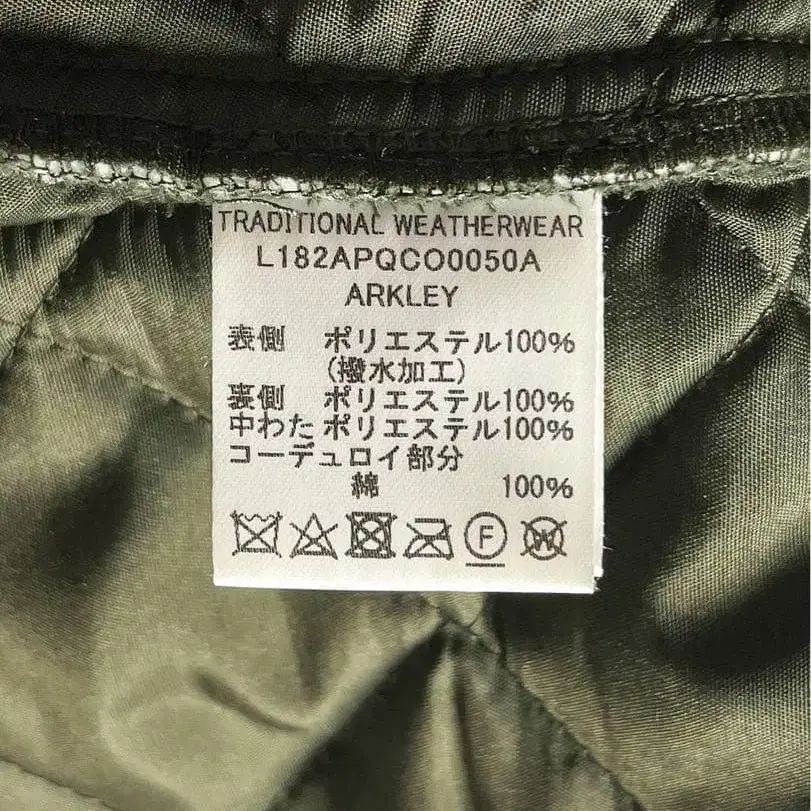 TRADITIONAL WEATHERWEAR
L182APQCO0050A
ARKLEY
表側 ポリエステル100%
(撥水加工)
裏側 ポリエステル100%
中わた ポリエステル100%
コーデュロイ部分
綿 100%
F W